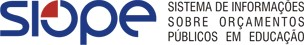 siope
SISTEMA DE INFORMAÇÕES
SOBRE ORÇAMENTOS
PÚBLICOS EM EDUCAÇÃO